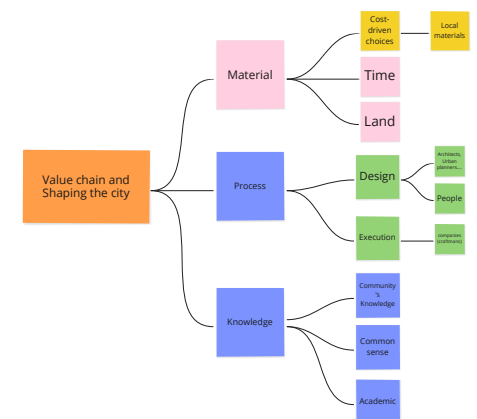 Value chain and
Shaping the city
Material
Cost-
driven
choices
Local
materials
Time
Land
Process
Design
Architects,
Urban
planners....
People
Execution
companies
(craftmans)
Knowledge
Community
's
Knowledge
Common
sense
Academic